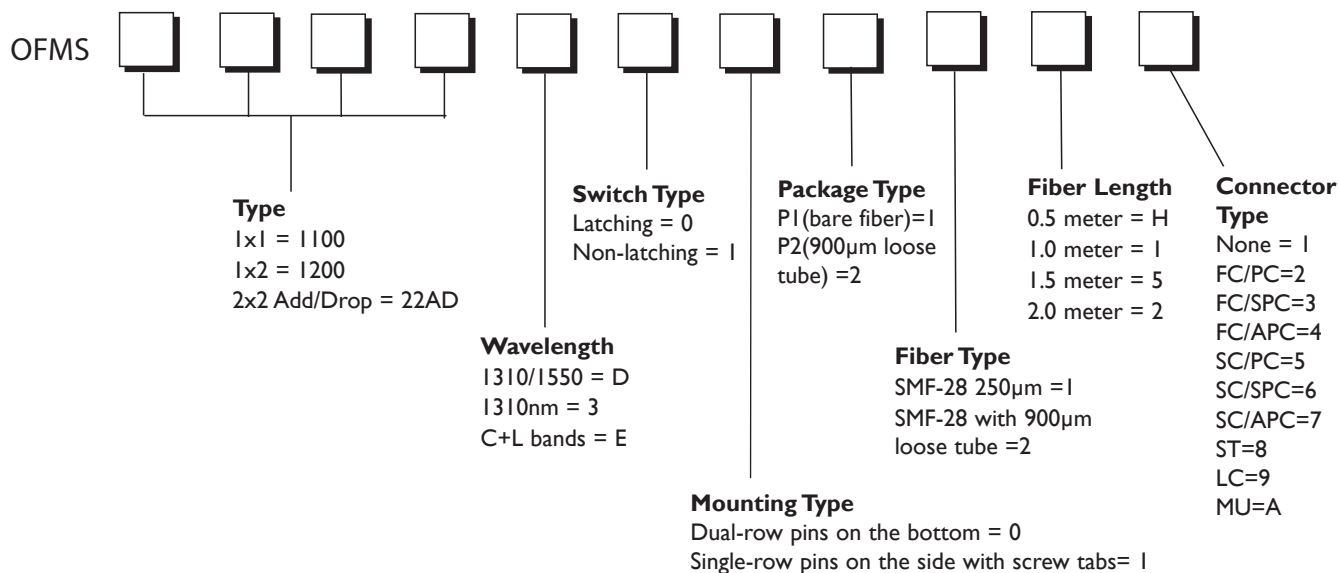 OFMS
Type
1x1 = 1100
1x2 = 1200
2x2 Add/Drop = 22AD
Wavelength
1310/1550 = D
1310nm = 3
C+L bands = E
Switch Type
Latching = 0
Non-latching = 1
Mounting Type
Dual-row pins on the bottom = 0
Single-row pins on the side with screw tabs= 1
Package Type
P1(bare fiber)=1
P2(900µm loose
tube) =2
Fiber Type
SMF-28 250µm =1
SMF-28 with 900µm
loose tube =2
Fiber Length
0.5 meter = H
1.0 meter = 1
1.5 meter = 5
2.0 meter = 2
Connector
Type
None = 1
FC/PC=2
FC/SPC=3
FC/APC=4
SC/PC=5
SC/SPC=6
SC/APC=7
ST=8
LC=9
MU=A